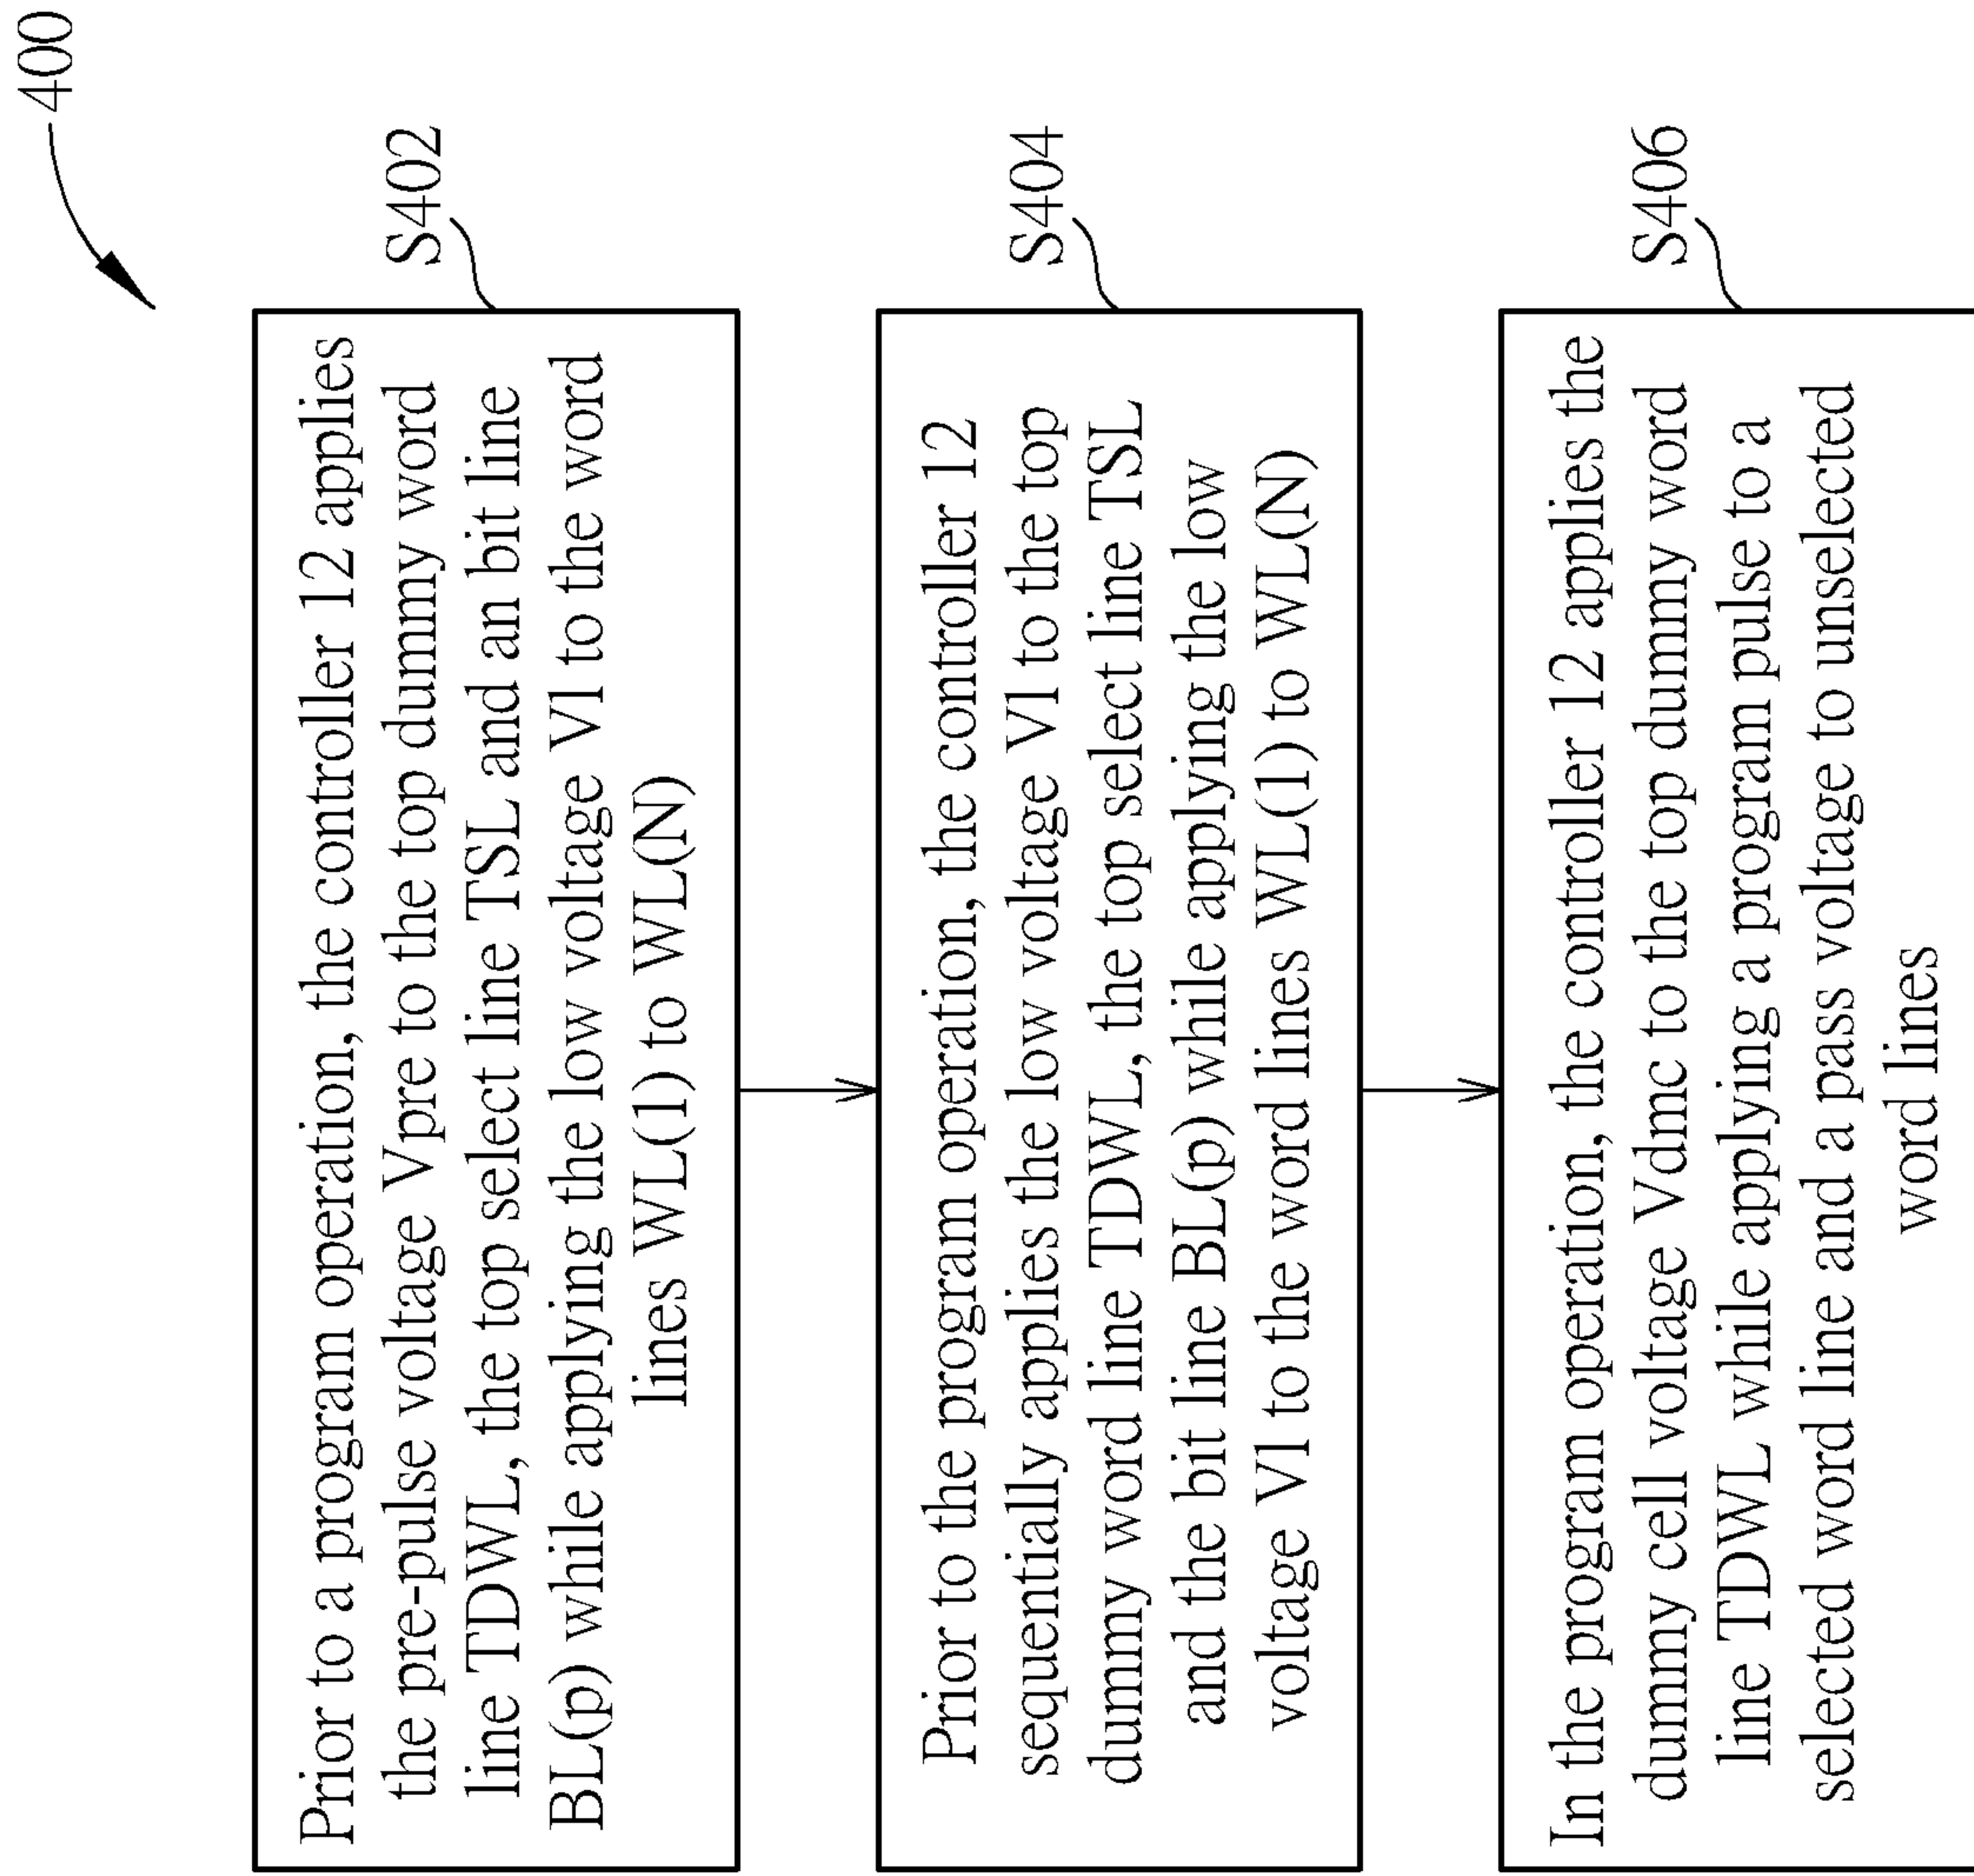 400
S402
Prior to a program operation, the controller 12 applies
the pre-pulse voltage Vpre to the top dummy word
line TDWL, the top select line TSL and an bit line
BL(p) while applying the low voltage Vl to the word
lines WL(1) to WL(N)
S404
Prior to the program operation, the controller 12
sequentially applies the low voltage Vl to the top
dummy word line TDWL, the top select line TSL
and the bit line BL(p) while applying the low
voltage Vl to the word lines WL(1) to WL(N)
S406
In the program operation, the controller 12 applies the
dummy cell voltage Vdmc to the top dummy word
line TDWL while applying a program pulse to a
selected word line and a pass voltage to unselected
word lines